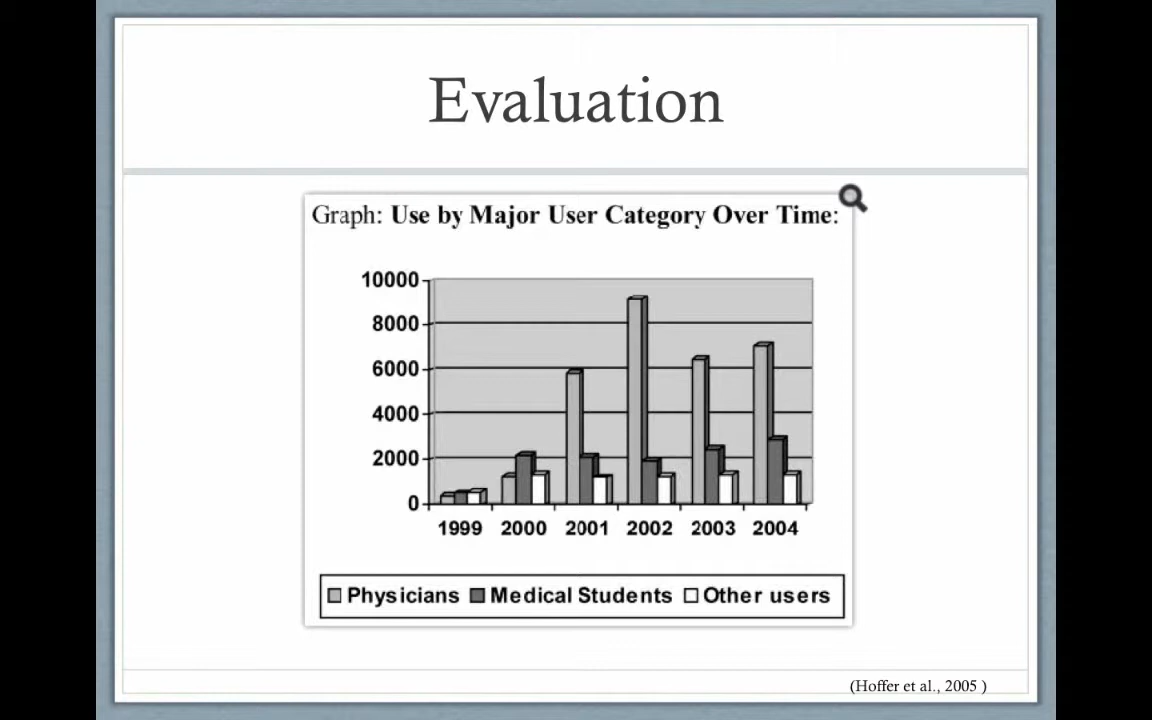 Evaluation
Graph: Use by Major User Category Over Time:
10000
8000
6000
4000
2000
0
1999 2000 2001 2002 2003 2004
Physicians Medical Students Other users
(Hoffer et al., 2005 )